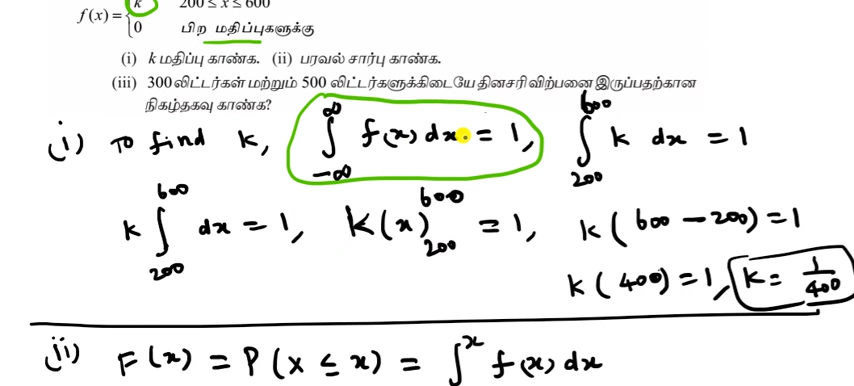 f(x) = { k 200 ≤ x ≤ 600
0 பிற மதிப்புகளுக்கு
(i) k மதிப்பு காண்க. (ii) பரவல் சார்பு காண்க.
(iii) 300 லிட்டர்கள் மற்றும் 500 லிட்டர்களுக்கிடையே தினசரி விற்பனை இருப்பதற்கான
நிகழ்தகவு காண்க?
(i) To find k, ∫_{-∞}^{∞} f(x) dx = 1, ∫_{200}^{600} k dx = 1
k ∫_{200}^{600} dx = 1, k(x)_{200}^{600} = 1, k(600 − 200) = 1
k(400) = 1, k = 1/400
(ii) F(x) = P(X ≤ x) = ∫^{x} f(x) dx